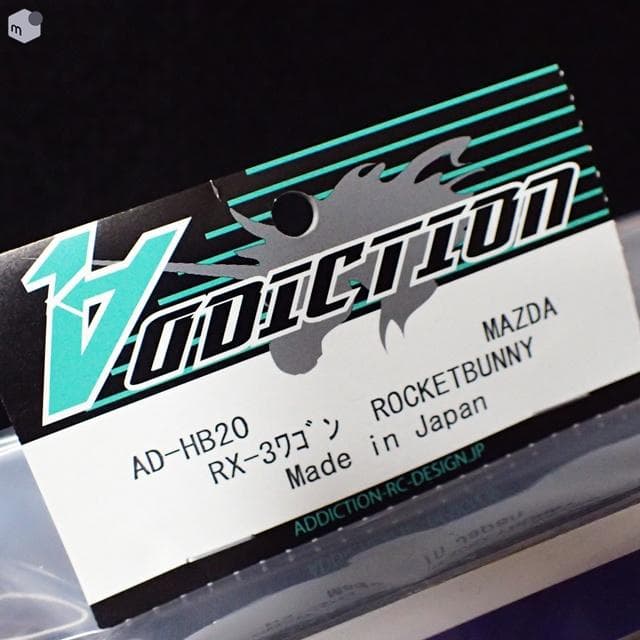 m
ADDICTION
AD-HB20 MAZDA
RX-3ﾜｺﾞﾝ ROCKETBUNNY
Made in Japan
ADDICTION-RC-DESIGN.JP